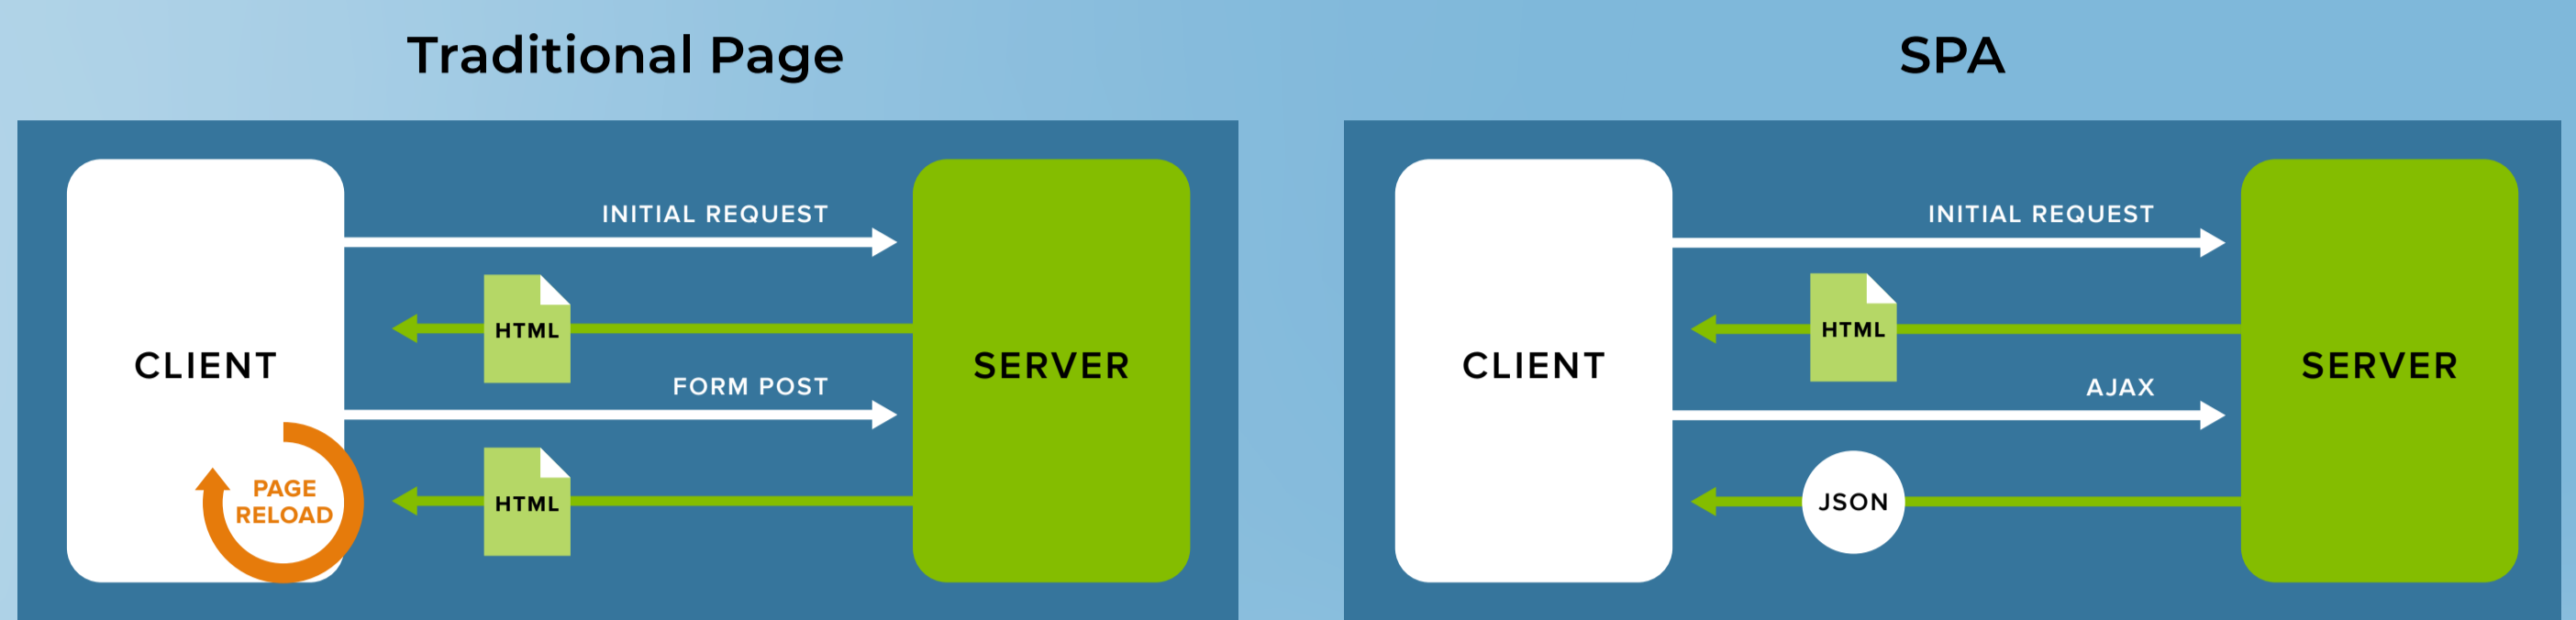 Traditional Page
CLIENT
INITIAL REQUEST
HTML
FORM POST
HTML
PAGE
RELOAD
SERVER
SPA
CLIENT
INITIAL REQUEST
HTML
AJAX
JSON
SERVER